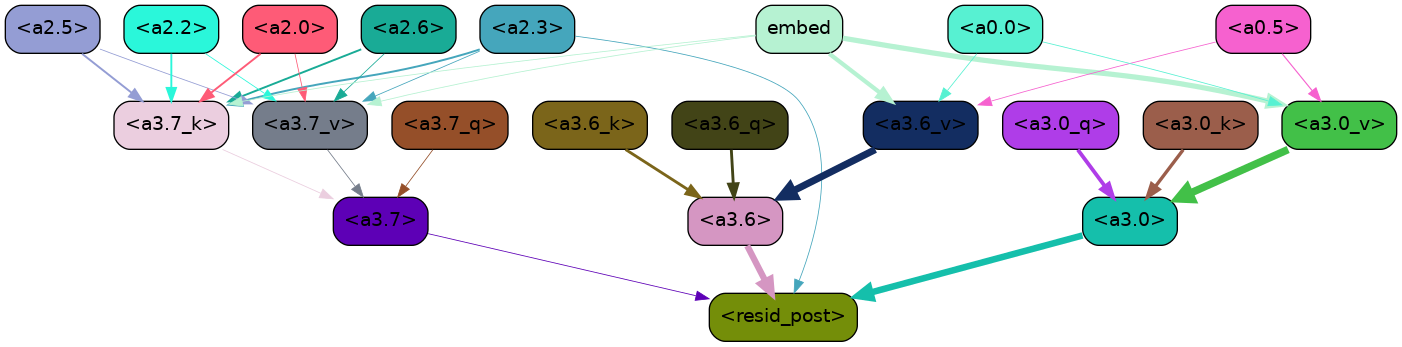 <a2.5> <a2.2> <a2.0> <a2.6> <a2.3> embed <a0.0> <a0.5>
<a3.7_k> <a3.7_v> <a3.7_q> <a3.6_k> <a3.6_q> <a3.6_v> <a3.0_q> <a3.0_k> <a3.0_v>
<a3.7> <a3.6> <a3.0>
<resid_post>